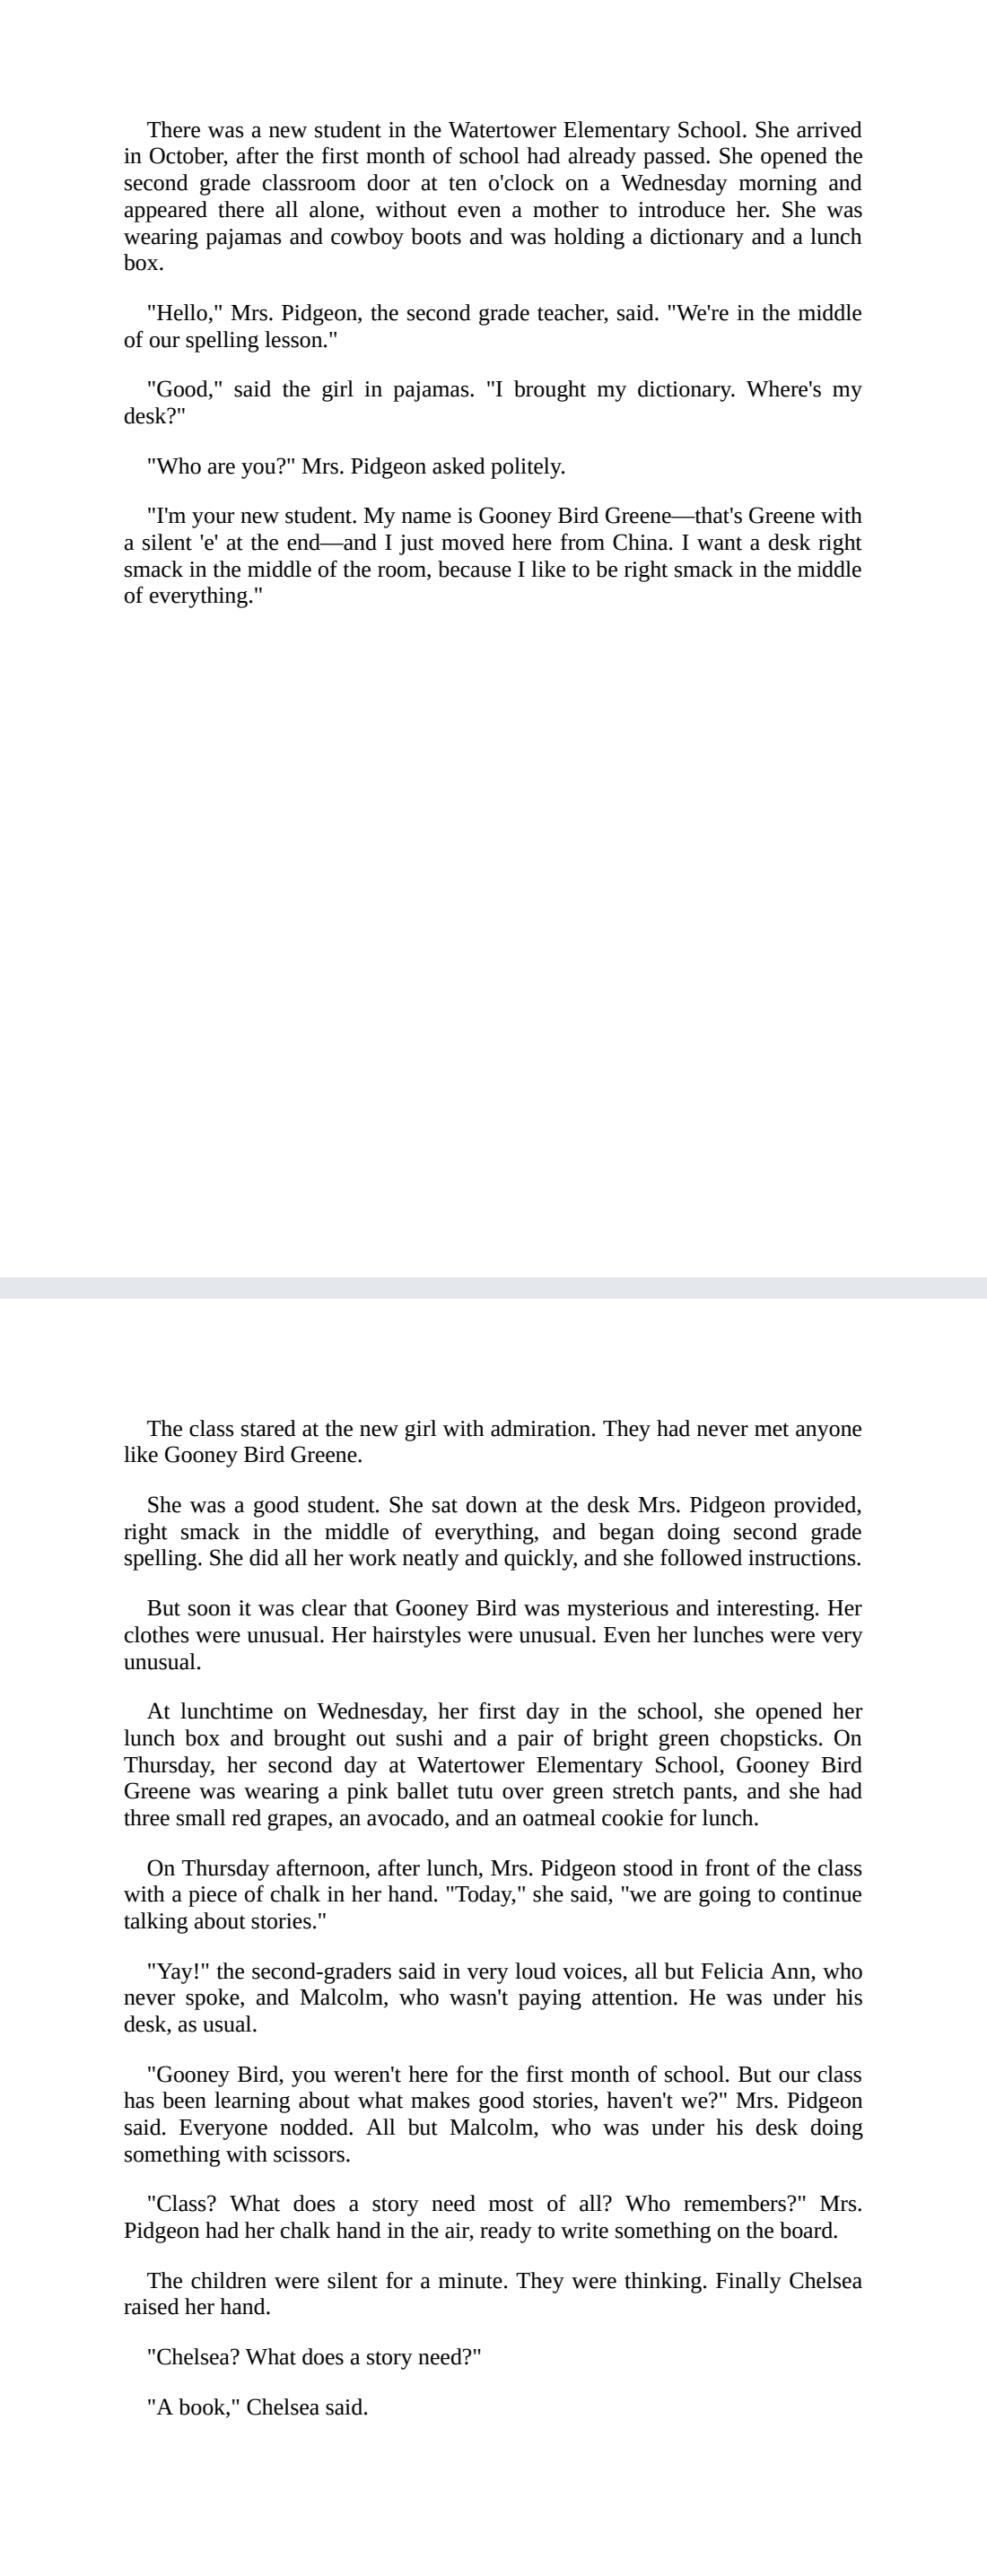 There was a new student in the Watertower Elementary School. She arrived
in October, after the first month of school had already passed. She opened the
second grade classroom door at ten o'clock on a Wednesday morning and
appeared there all alone, without even a mother to introduce her. She was
wearing pajamas and cowboy boots and was holding a dictionary and a lunch
box.
"Hello," Mrs. Pidgeon, the second grade teacher, said. "We're in the middle
of our spelling lesson."
"Good," said the girl in pajamas. "I brought my dictionary. Where's my
desk?"
"Who are you?" Mrs. Pidgeon asked politely.
"I'm your new student. My name is Gooney Bird Greene—that's Greene with
a silent 'e' at the end—and I just moved here from China. I want a desk right
smack in the middle of the room, because I like to be right smack in the middle
of everything."
The class stared at the new girl with admiration. They had never met anyone
like Gooney Bird Greene.
She was a good student. She sat down at the desk Mrs. Pidgeon provided,
right smack in the middle of everything, and began doing second grade
spelling. She did all her work neatly and quickly, and she followed instructions.
But soon it was clear that Gooney Bird was mysterious and interesting. Her
clothes were unusual. Her hairstyles were unusual. Even her lunches were very
unusual.
At lunchtime on Wednesday, her first day in the school, she opened her
lunch box and brought out sushi and a pair of bright green chopsticks. On
Thursday, her second day at Watertower Elementary School, Gooney Bird
Greene was wearing a pink ballet tutu over green stretch pants, and she had
three small red grapes, an avocado, and an oatmeal cookie for lunch.
On Thursday afternoon, after lunch, Mrs. Pidgeon stood in front of the class
with a piece of chalk in her hand. "Today," she said, "we are going to continue
talking about stories."
"Yay!" the second-graders said in very loud voices, all but Felicia Ann, who
never spoke, and Malcolm, who wasn't paying attention. He was under his
desk, as usual.
"Gooney Bird, you weren't here for the first month of school. But our class
has been learning about what makes good stories, haven't we?" Mrs. Pidgeon
said. Everyone nodded. All but Malcolm, who was under his desk doing
something with scissors.
"Class? What does a story need most of all? Who remembers?" Mrs.
Pidgeon had her chalk hand in the air, ready to write something on the board.
The children were silent for a minute. They were thinking. Finally Chelsea
raised her hand.
"Chelsea? What does a story need?"
"A book," Chelsea said.